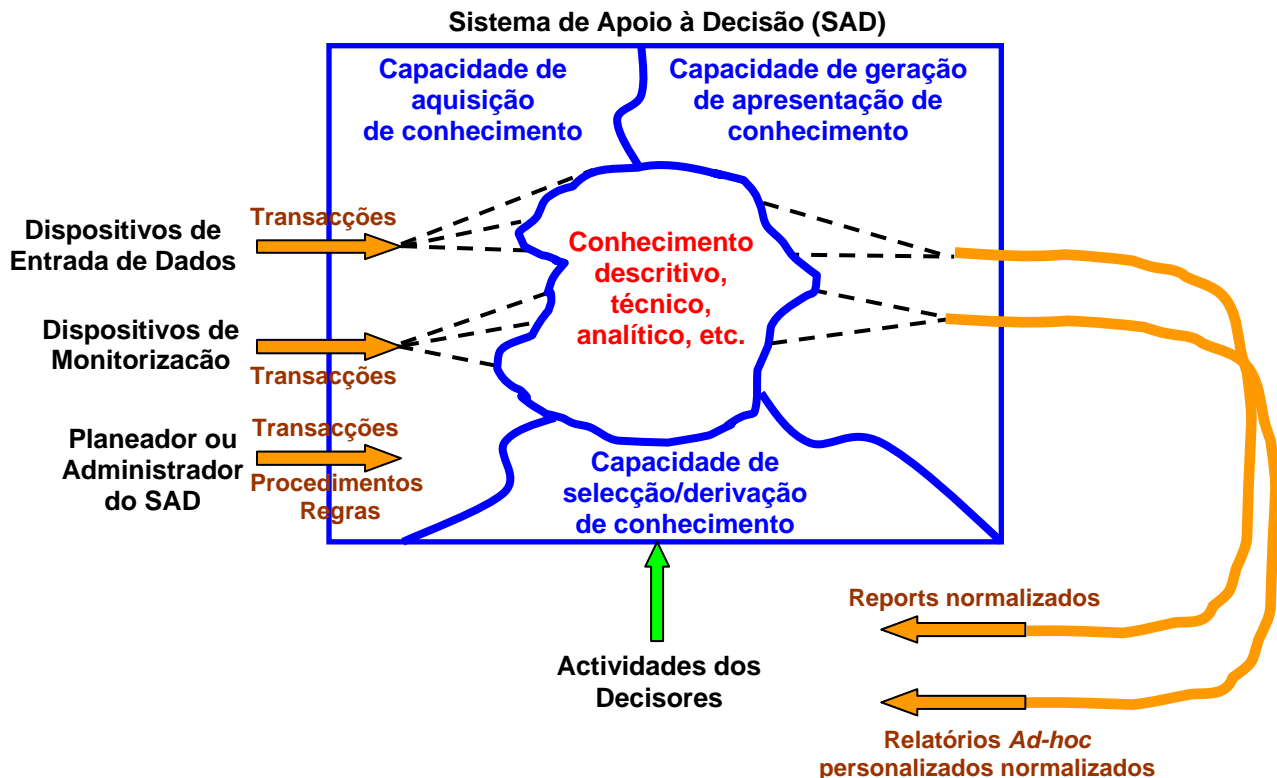 Sistema de Apoio à Decisão (SAD)
Capacidade de
aquisição
de conhecimento
Capacidade de geração
de apresentação de
conhecimento
Dispositivos de
Entrada de Dados
Transacções
Conhecimento
descritivo,
técnico,
analítico, etc.
Dispositivos de
Monitorização
Transacções
Planeador ou
Administrador
do SAD
Transacções
Procedimentos
Regras
Capacidade de
selecção/derivação
de conhecimento
Actividades dos
Decisores
Reports normalizados
Relatórios Ad-hoc
personalizados normalizados